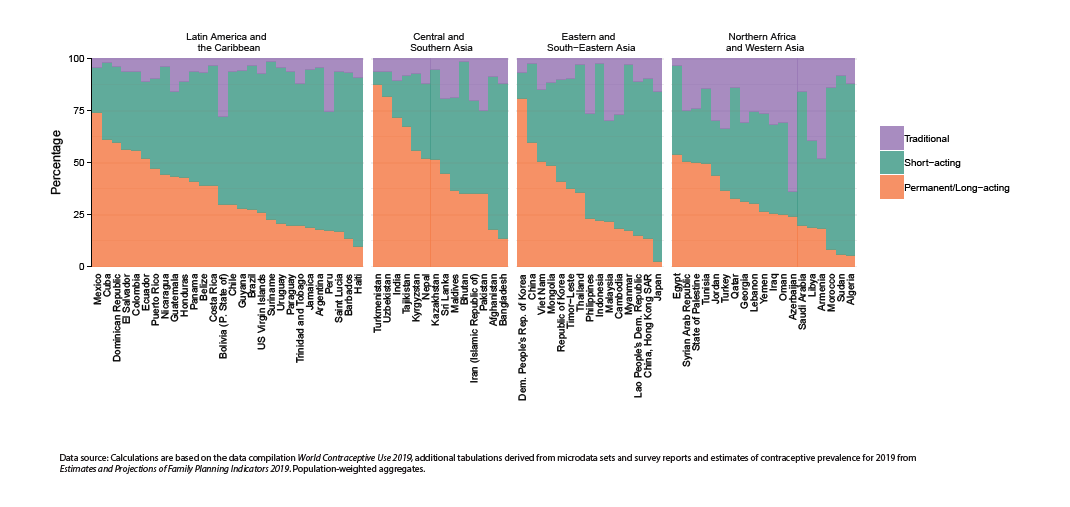 Latin America and
the Caribbean
Central and
Southern Asia
Eastern and
South−Eastern Asia
Northern Africa
and Western Asia
100
75
50
25
0
Percentage
Traditional
Short−acting
Permanent/Long−acting
Mexico
Cuba
Dominican Republic
El Salvador
Colombia
Ecuador
Puerto Rico
Nicaragua
Guatemala
Honduras
Panama
Belize
Costa Rica
Bolivia (P. State of)
Chile
Guyana
Brazil
US Virgin Islands
Suriname
Uruguay
Paraguay
Trinidad and Tobago
Jamaica
Argentina
Peru
Saint Lucia
Barbados
Haiti
Turkmenistan
Uzbekistan
India
Tajikistan
Kyrgyzstan
Nepal
Kazakhstan
Sri Lanka
Maldives
Bhutan
Iran (Islamic Republic of)
Pakistan
Afghanistan
Bangladesh
Dem. People's Rep. of Korea
China
Viet Nam
Mongolia
Republic of Korea
Timor−Leste
Thailand
Philippines
Indonesia
Malaysia
Cambodia
Myanmar
Lao People's Dem. Republic
China, Hong Kong SAR
Japan
Egypt
Syrian Arab Republic
State of Palestine
Tunisia
Jordan
Turkey
Qatar
Georgia
Lebanon
Yemen
Iraq
Oman
Azerbaijan
Saudi Arabia
Libya
Armenia
Morocco
Sudan
Algeria
Data source: Calculations are based on the data compilation World Contraceptive Use 2019, additional tabulations derived from microdata sets and survey reports and estimates of contraceptive prevalence for 2019 from
Estimates and Projections of Family Planning Indicators 2019. Population-weighted aggregates.